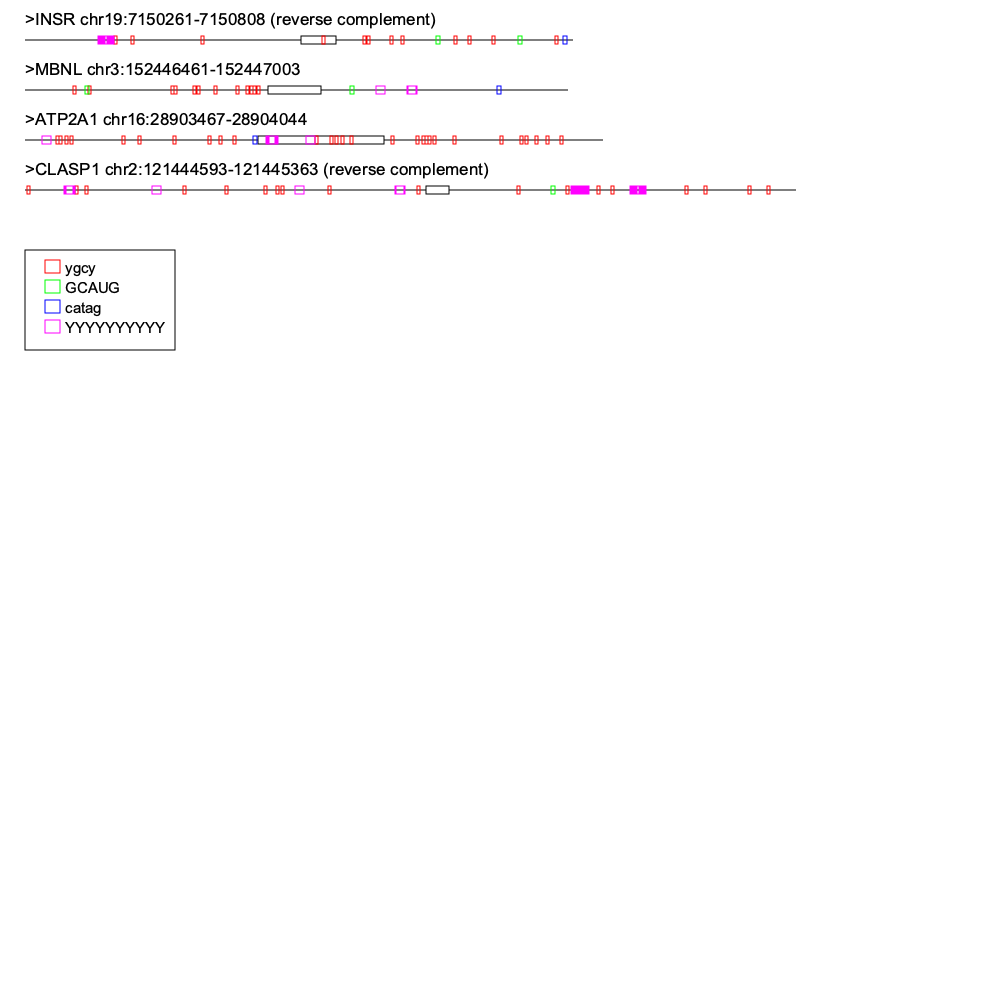 >INSR chr19:7150261-7150808 (reverse complement)
>MBNL chr3:152446461-152447003
>ATP2A1 chr16:28903467-28904044
>CLASP1 chr2:121444593-121445363 (reverse complement)
ygcy
GCAUG
catag
YYYYYYYYYY